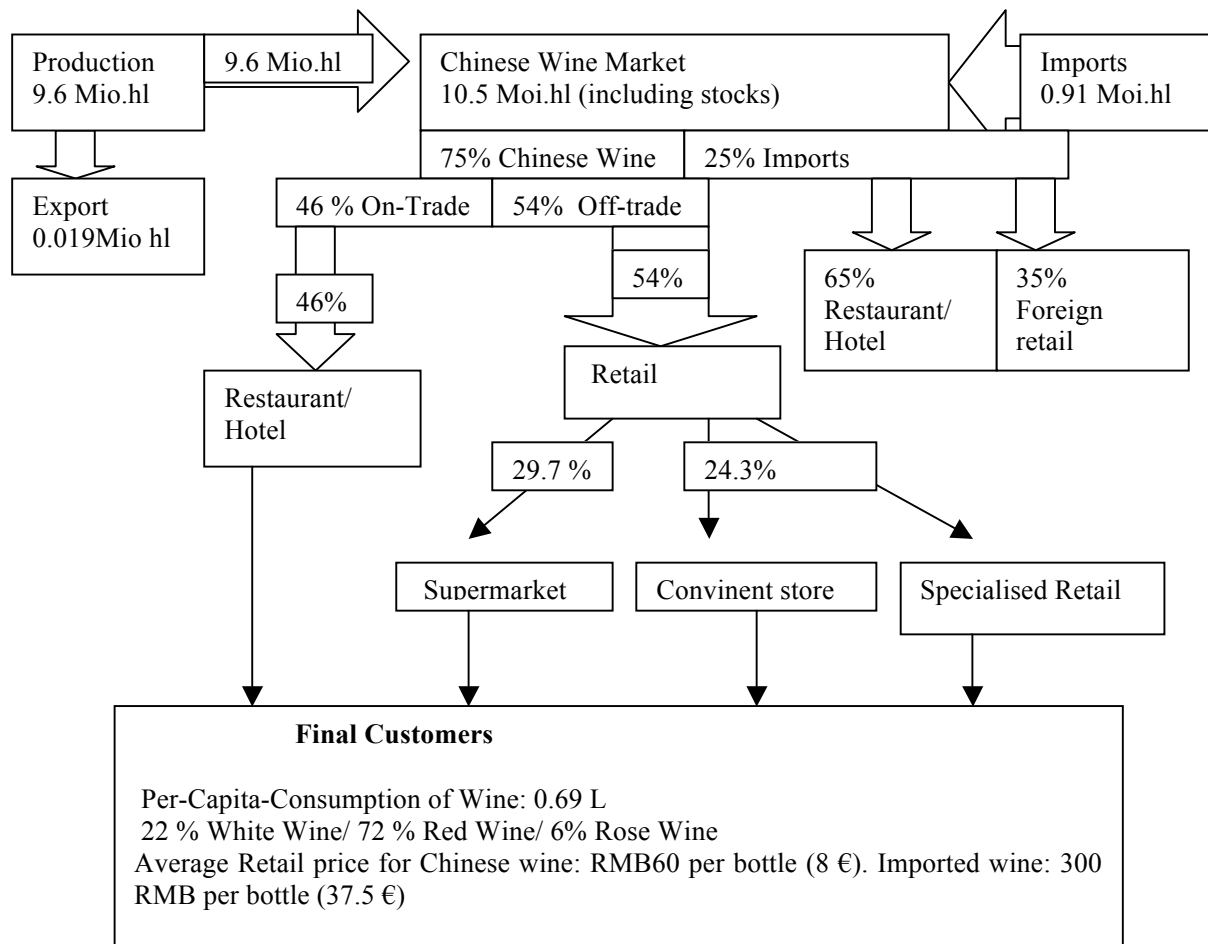 Production
9.6 Mio.hl
9.6 Mio.hl
Chinese Wine Market
10.5 Moi.hl (including stocks)
Imports
0.91 Moi.hl
75% Chinese Wine
25% Imports
Export
0.019Mio hl
46 % On-Trade
54%  Off-trade
46%
54%
65%
Restaurant/
Hotel
35%
Foreign
retail
Restaurant/
Hotel
Retail
29.7 %
24.3%
Supermarket
Convinent store
Specialised Retail
Final Customers
Per-Capita-Consumption of Wine: 0.69 L
22 % White Wine/ 72 % Red Wine/ 6% Rose Wine
Average Retail price for Chinese wine: RMB60 per bottle (8 €). Imported wine: 300
RMB per bottle (37.5 €)